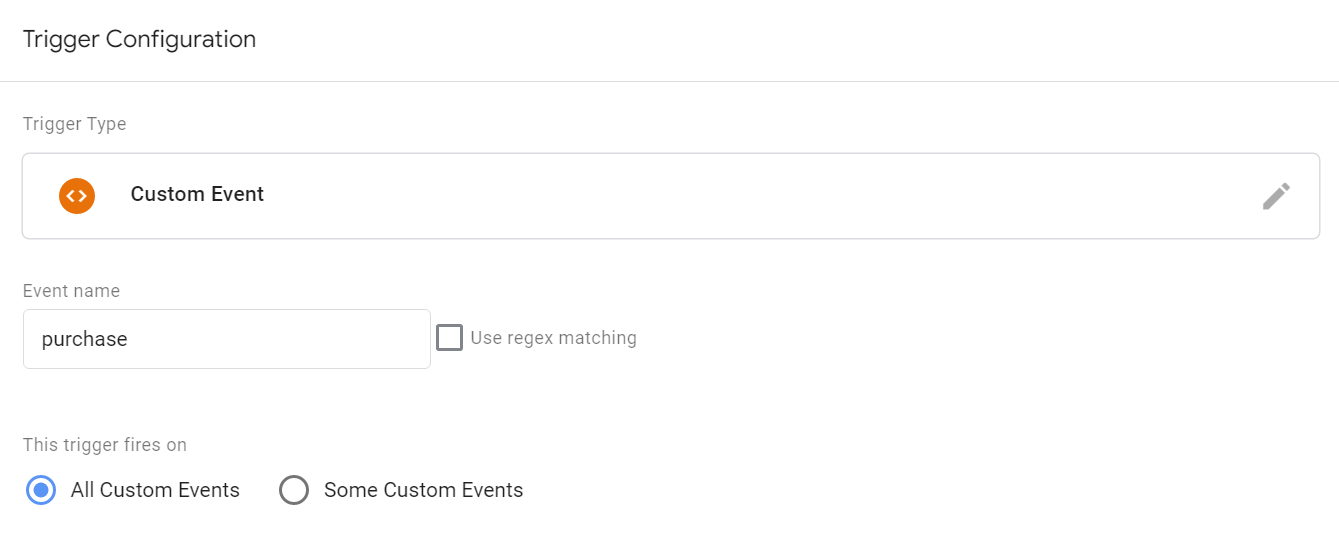 Trigger Configuration
Trigger Type
Custom Event
Event name
purchase
Use regex matching
This trigger fires on
All Custom Events
Some Custom Events